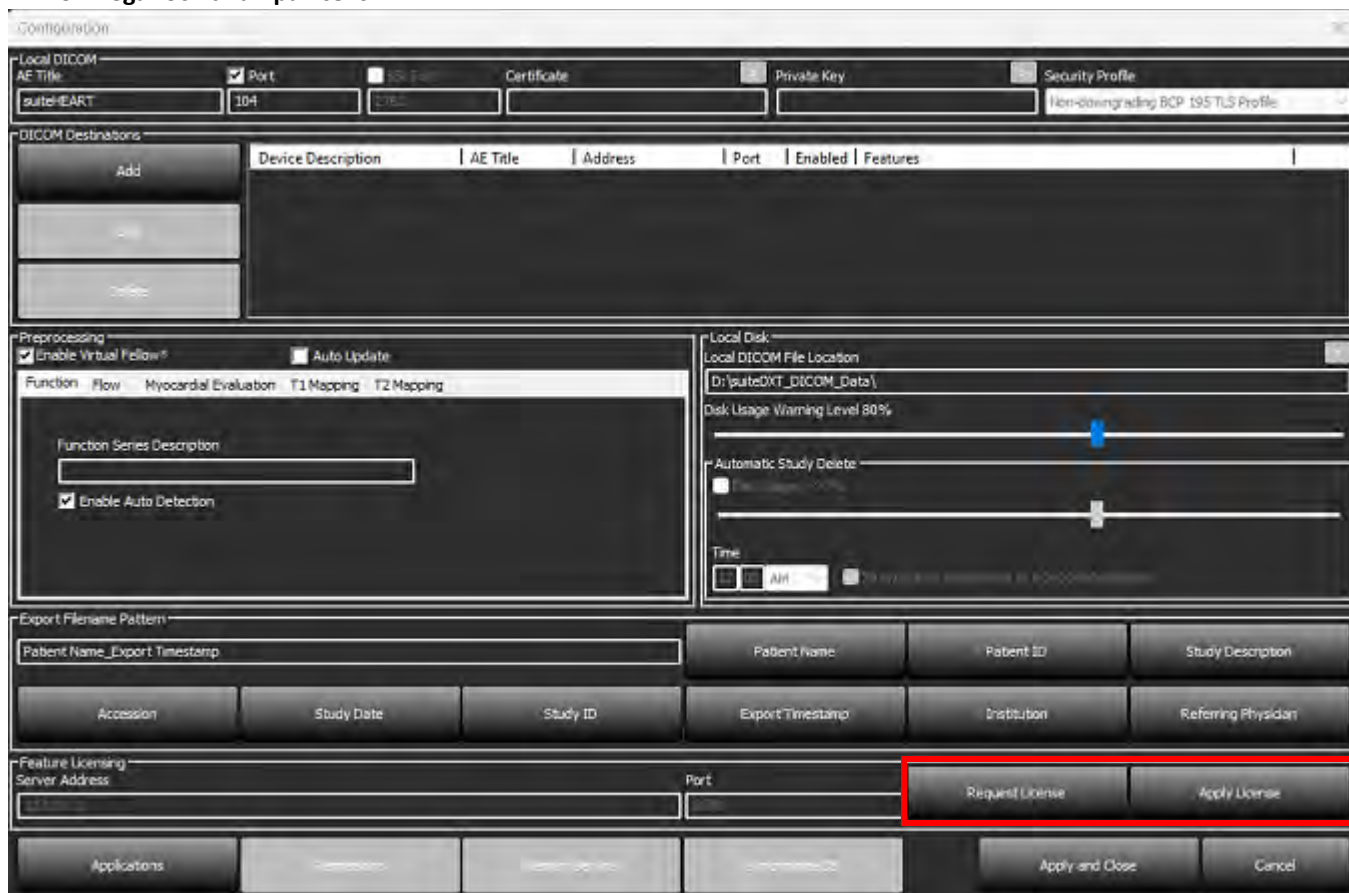 Configuration
Local DICOM
AE Title Port Certificate Private Key Security Profile
suiteHEART 104 Non-downgrading BCP 195 TLS Profile
DICOM Destinations
Add Device Description AE Title Address Port Enabled Features
Delete
Preprocessing
Enable Virtual Fellow® Auto Update
Function Flow Myocardial Evaluation T1 Mapping T2 Mapping
Function Series Description
Enable Auto Detection
Local Disk
Local DICOM File Location
D:\suiteDXT_DICOM_Data\
Disk Usage Warning Level 80%
Automatic Study Delete
Time
AM
Export Filename Pattern
Patient Name_Export Timestamp Patient Name Patient ID Study Description
Accession Study Date Study ID Export Timestamp Institution Referring Physician
Feature Licensing
Server Address Port
Request License Apply License
Applications Apply and Close Cancel